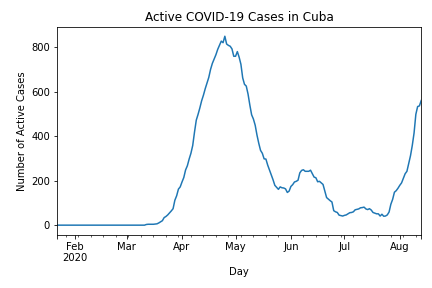 Active COVID-19 Cases in Cuba
Number of Active Cases
800
600
400
200
0
Feb Mar Apr May Jun Jul Aug
2020
Day